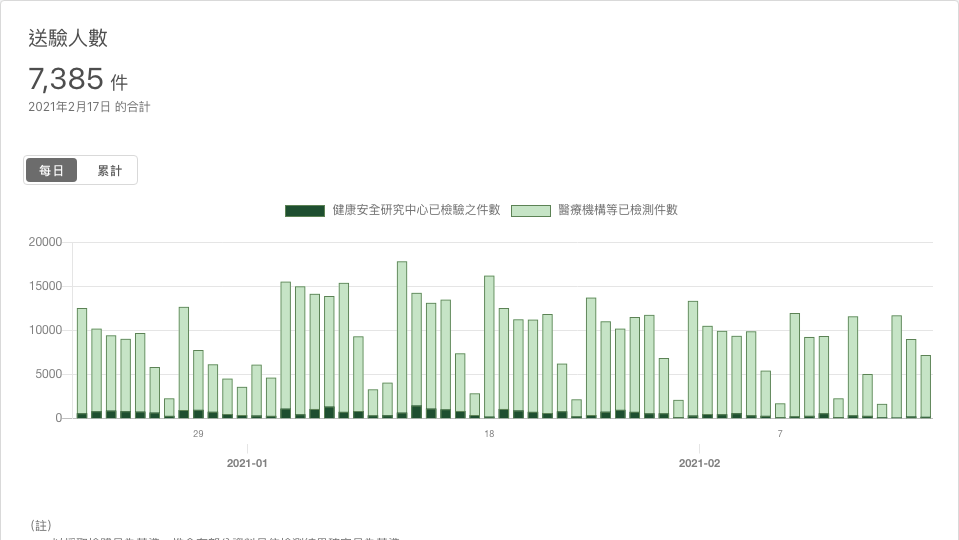 送驗人數
7,385 件
2021年2月17日 的合計
每日 累計
健康安全研究中心已檢驗之件數 醫療機構等已檢測件數
20000
15000
10000
5000
0
29 18 7
2021-01 2021-02
(註)